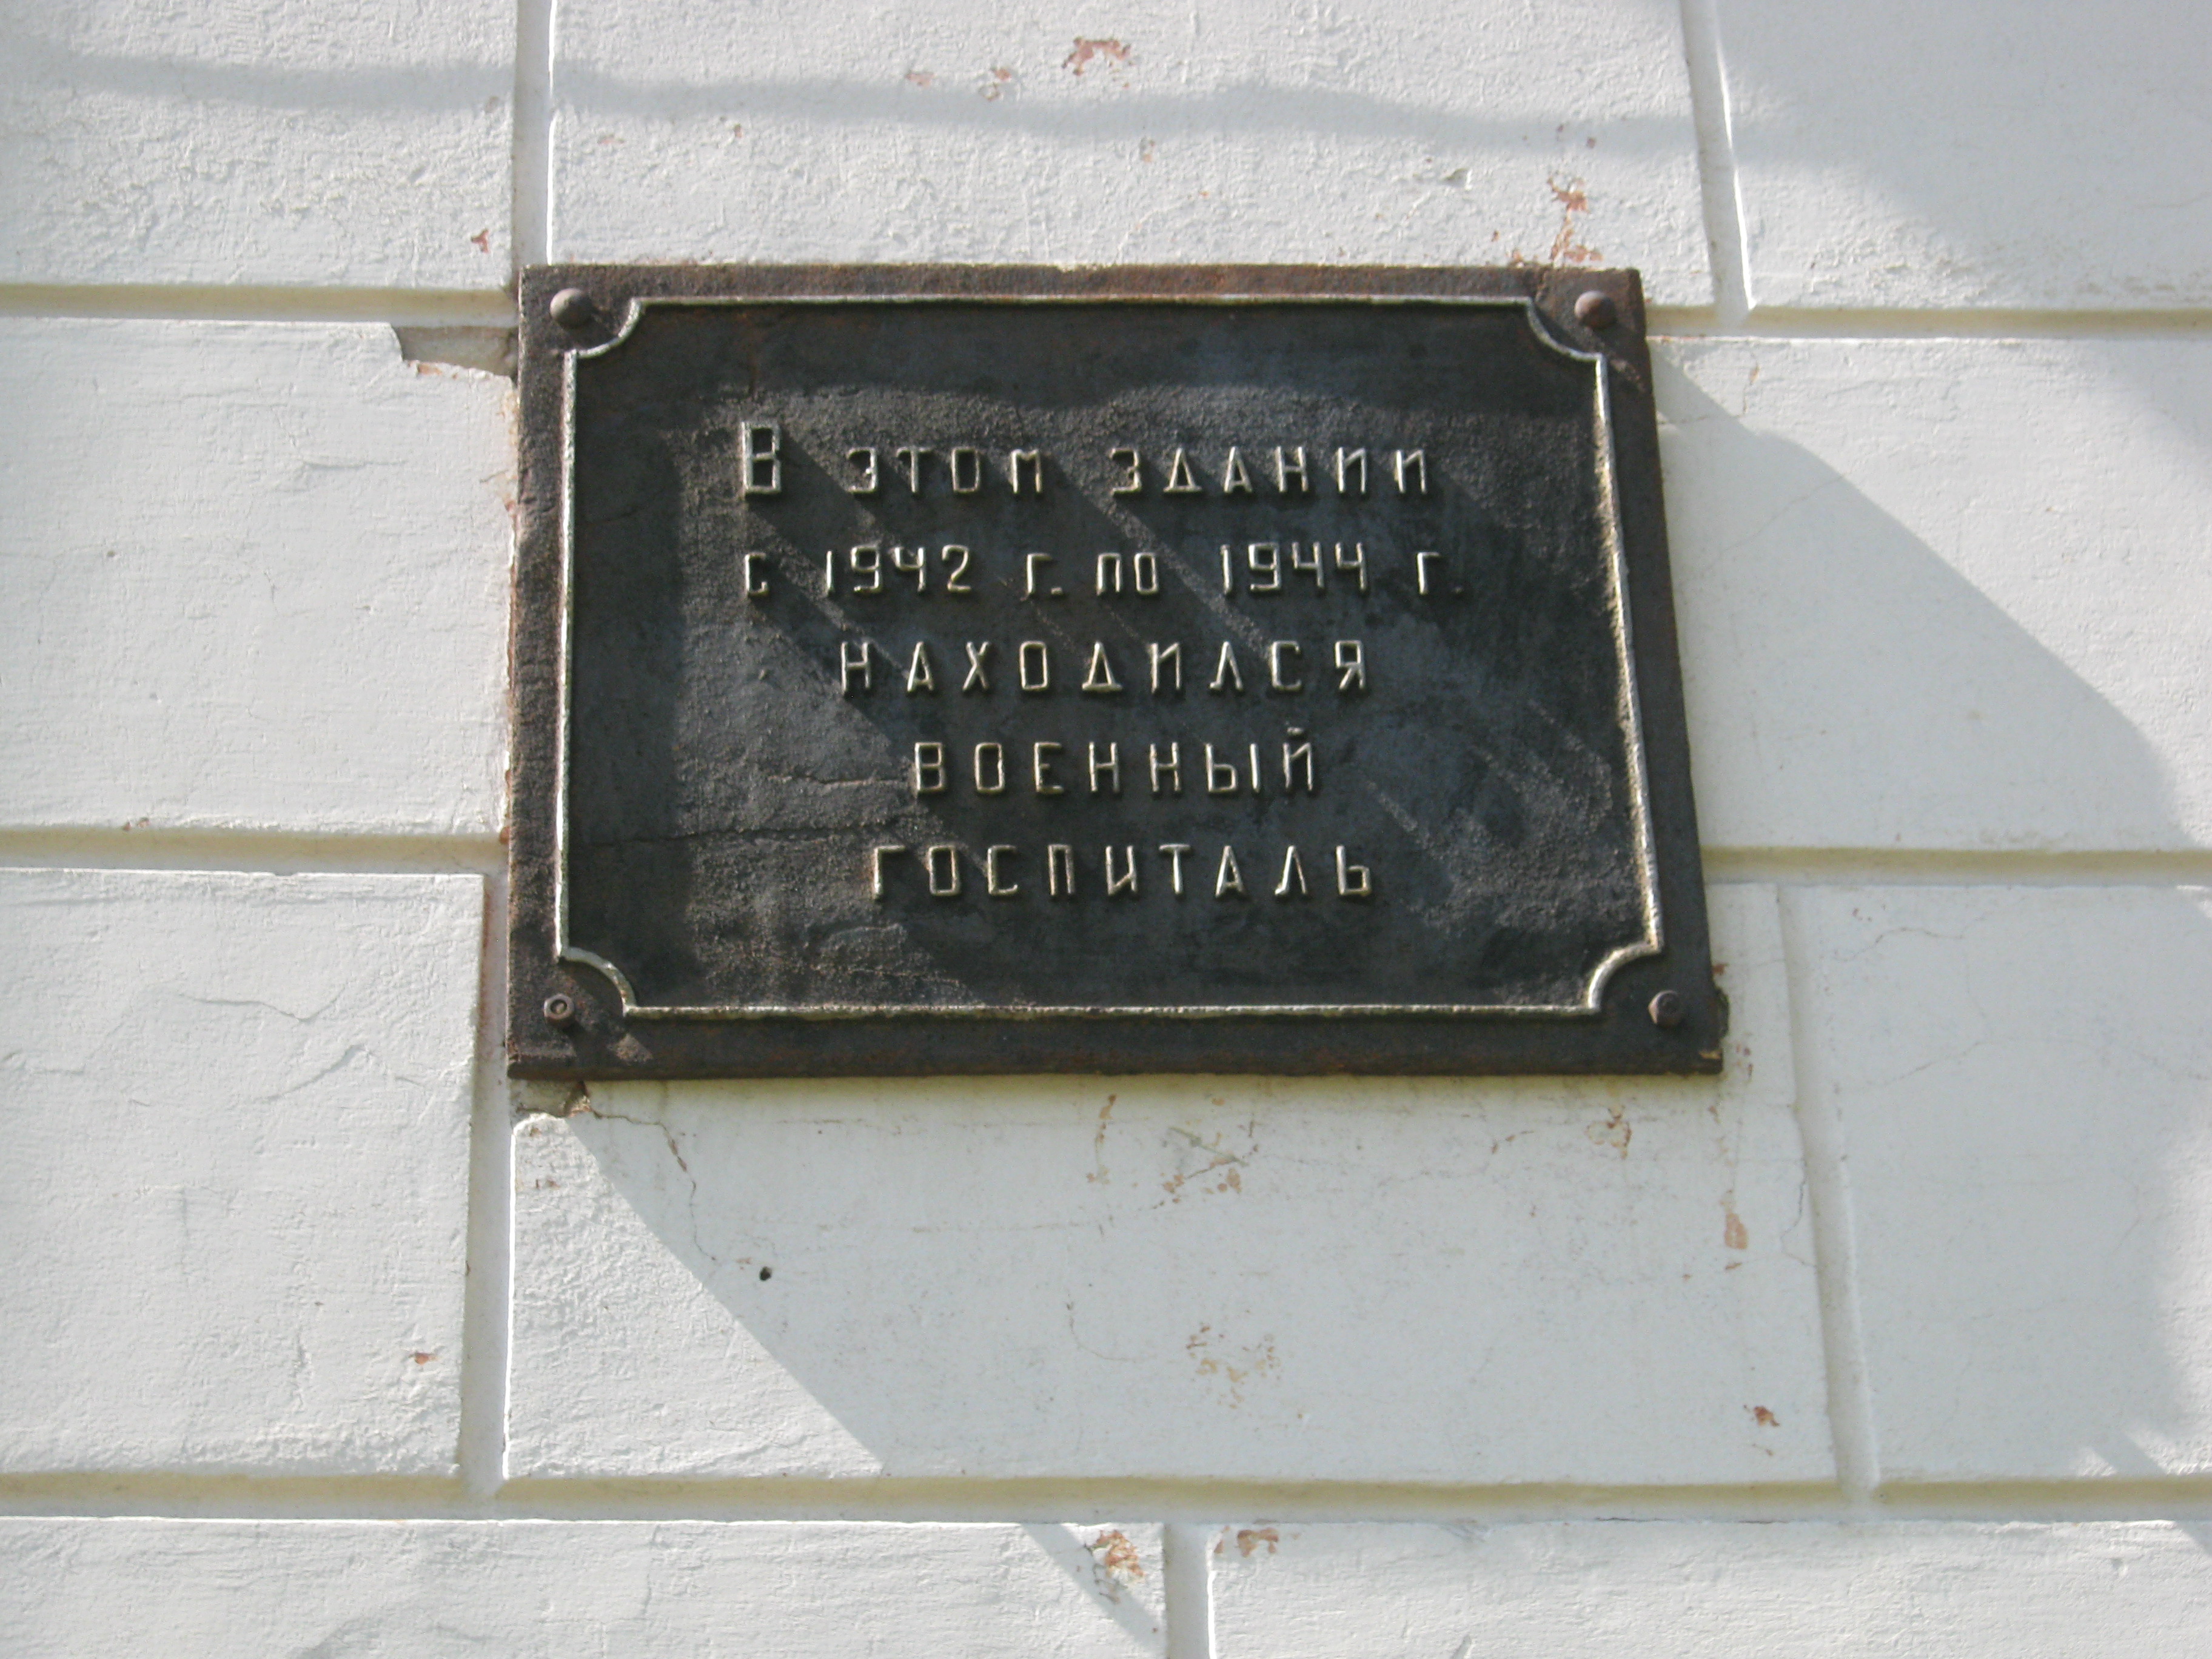 В ЭТОМ ЗДАНИИ
С 1942 Г. ПО 1944 Г.
НАХОДИЛСЯ
ВОЕННЫЙ
ГОСПИТАЛЬ